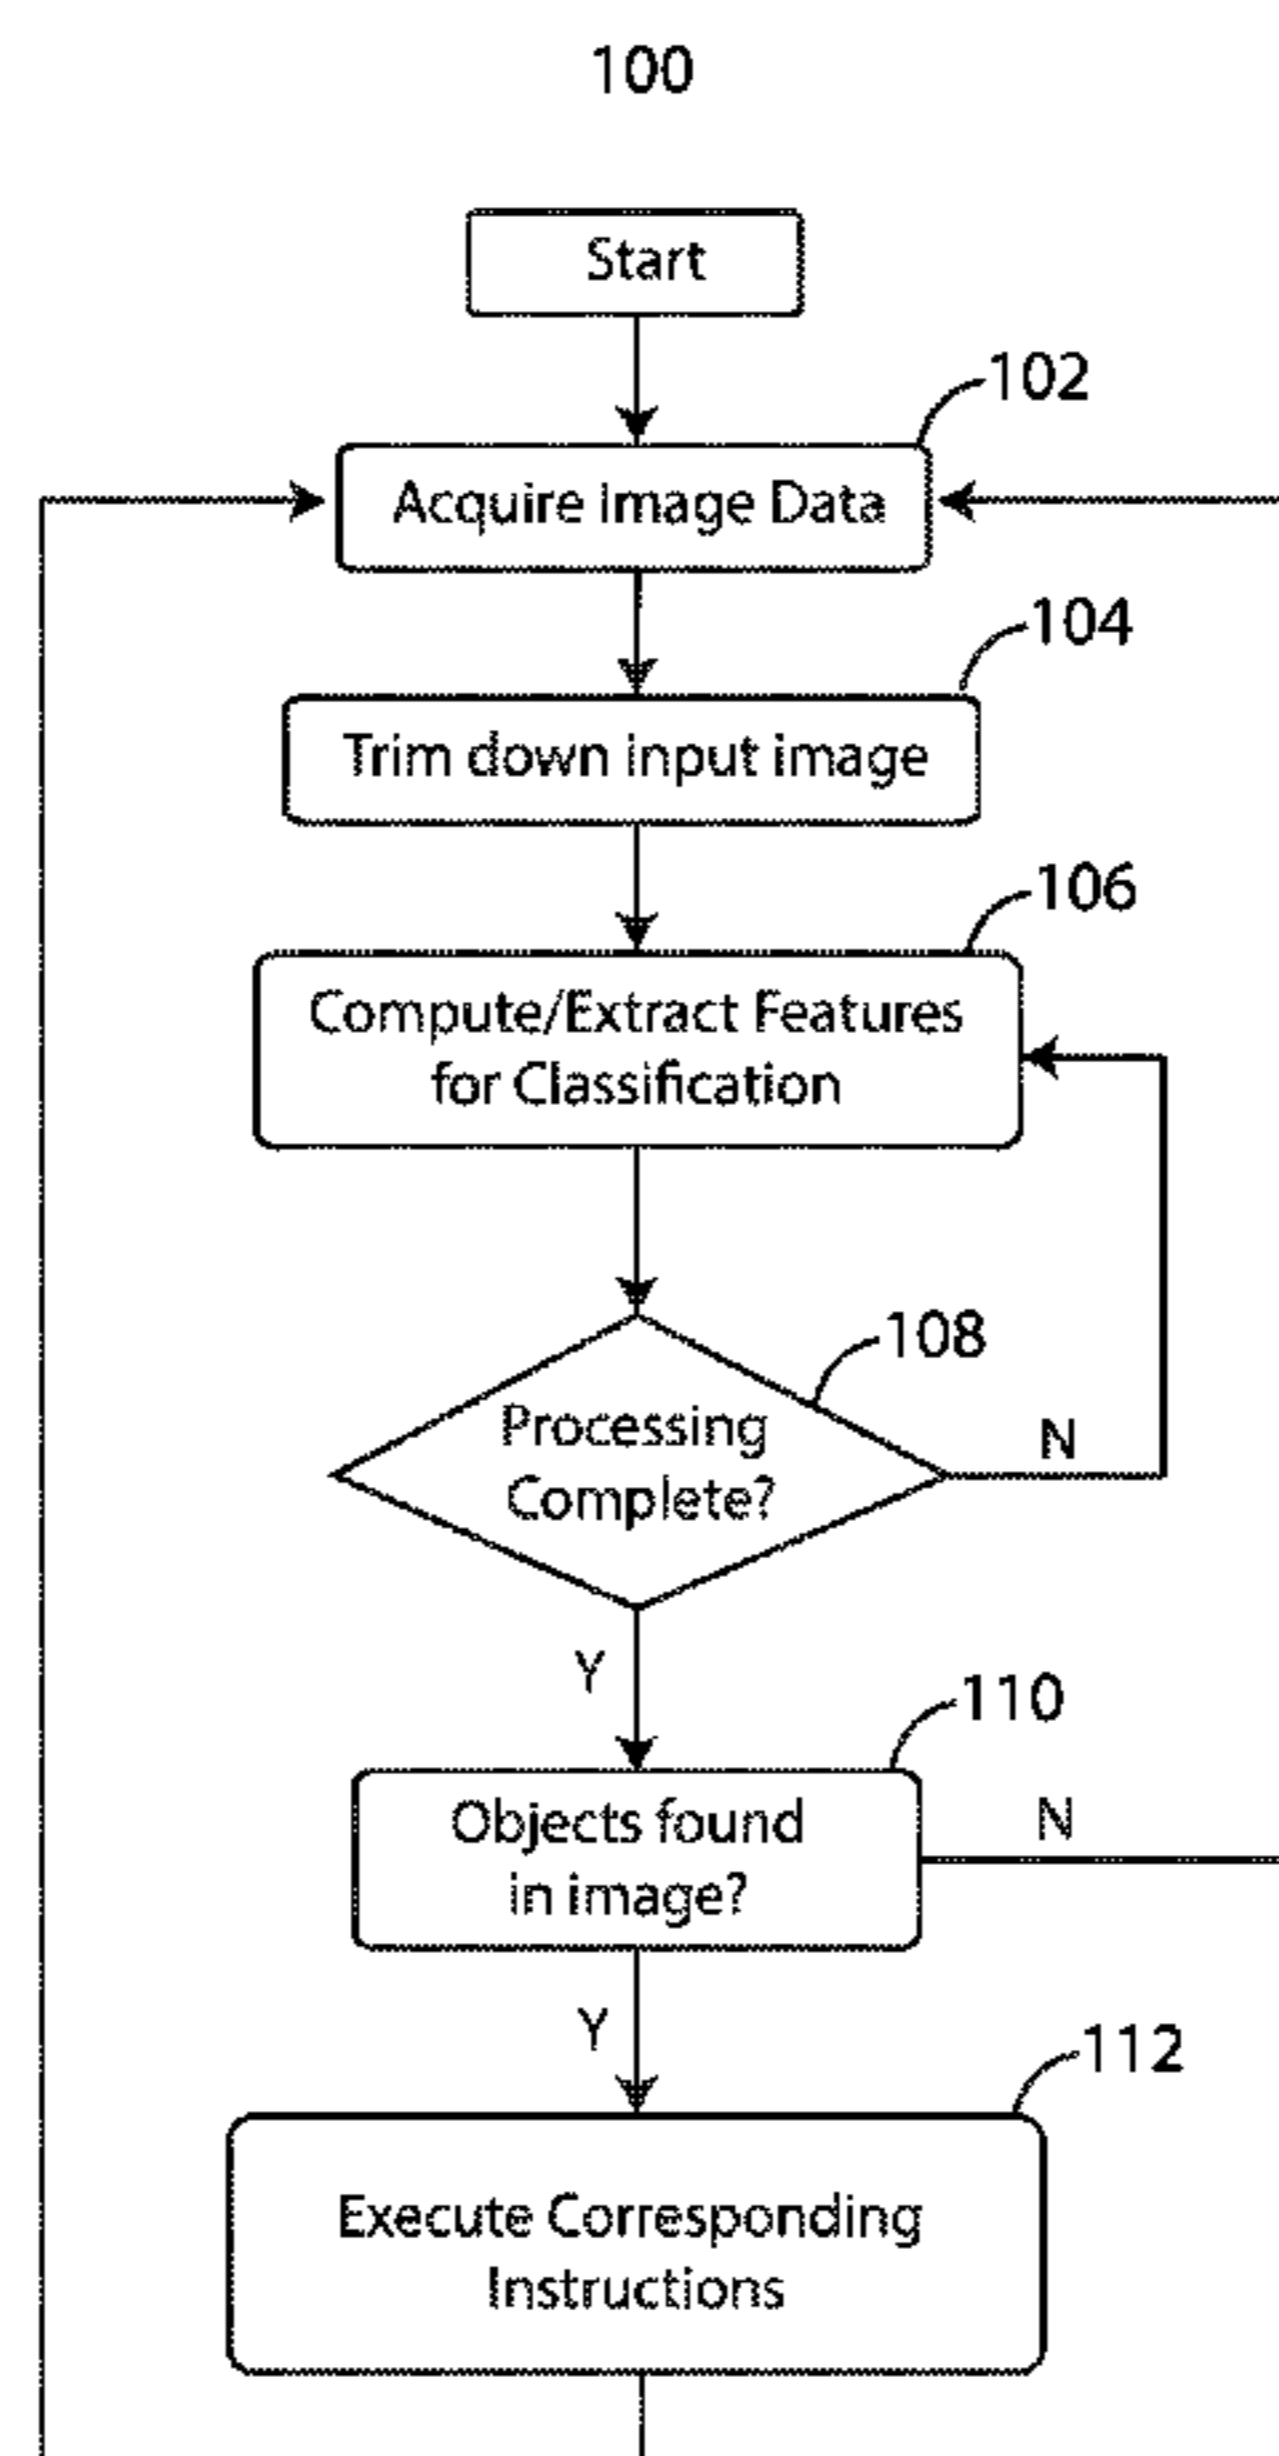 100
Start
102
Acquire Image Data
104
Trim down input image
106
Compute/Extract Features
for Classification
108
Processing
Complete?
N
Y
110
Objects found
in image?
N
Y
112
Execute Corresponding
Instructions